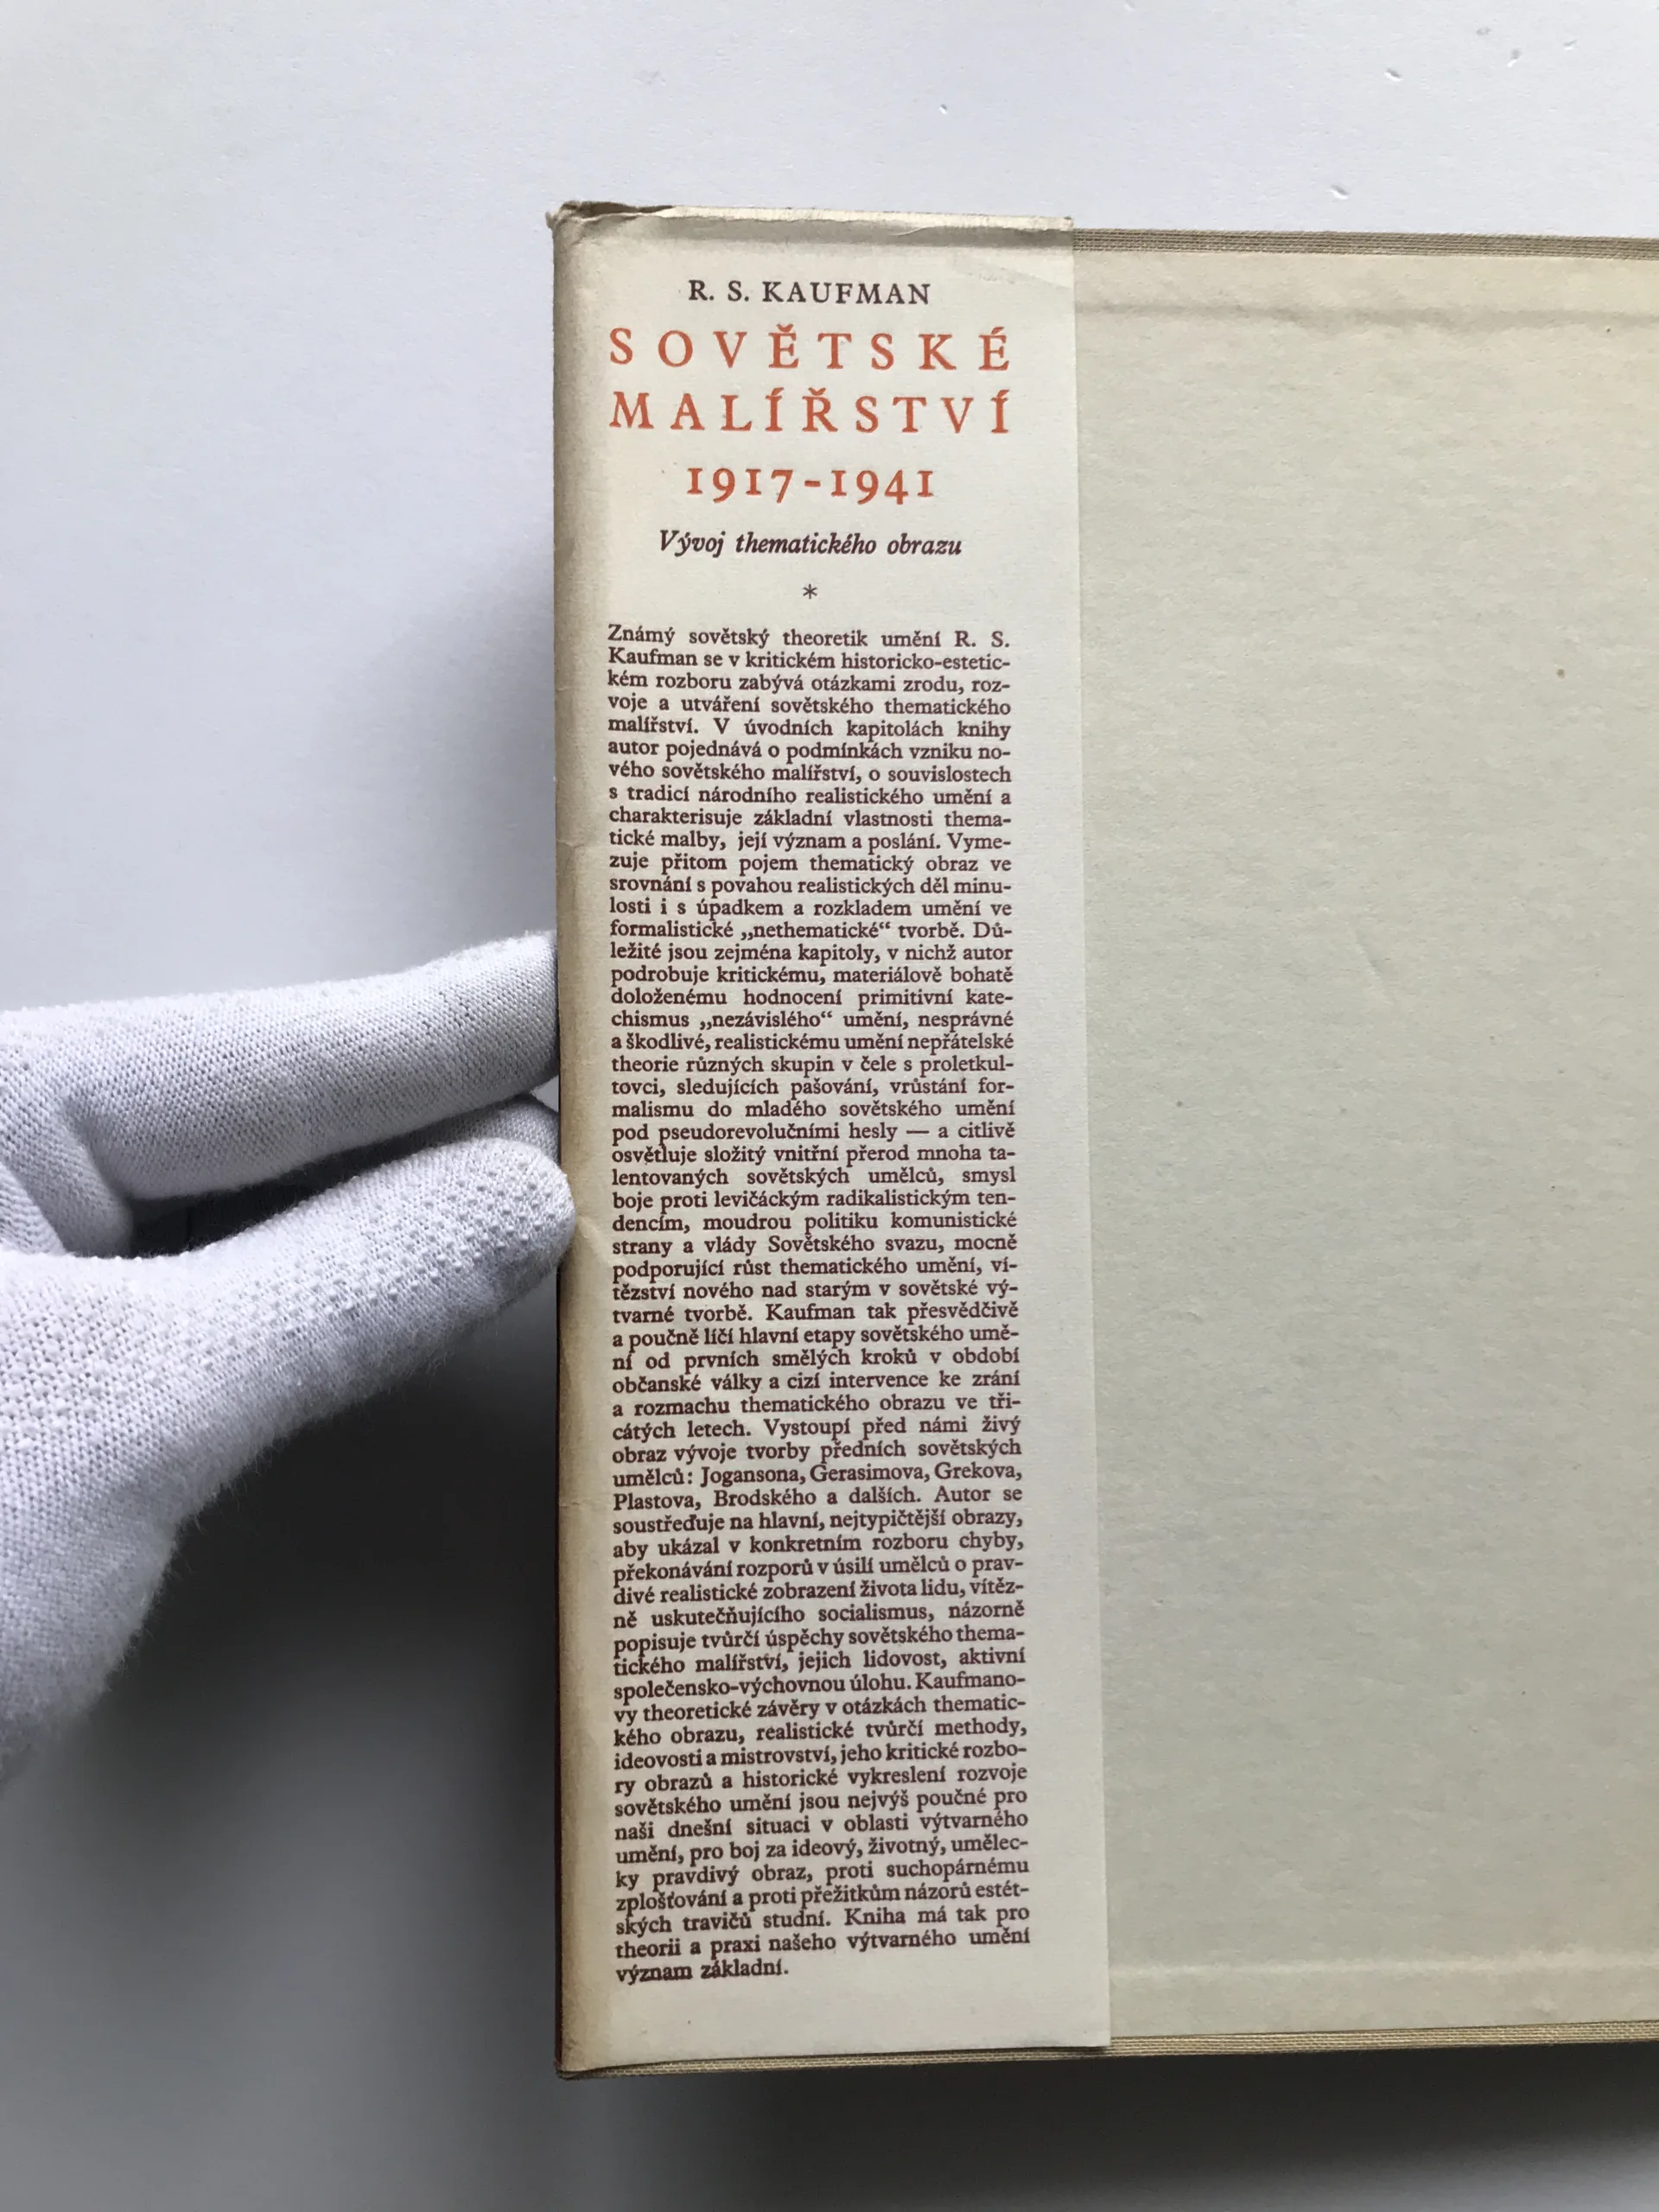 R. S. KAUFMAN
SOVĚTSKÉ
MALÍŘSTVÍ
1917-1941
Vývoj thematického obrazu
*
Známý sovětský theoretik umění R. S.
Kaufman se v kritickém historicko-estetic-
kém rozboru zabývá otázkami zrodu, roz-
voje a utváření sovětského thematického
malířství. V úvodních kapitolách knihy
autor pojednává o podmínkách vzniku no-
vého sovětského malířství, o souvislostech
s tradicí národního realistického umění a
charakterisuje základní vlastnosti thema-
tické malby, její význam a poslání. Vyme-
zuje přitom pojem thematický obraz ve
srovnání s povahou realistických děl minu-
losti i s úpadkem a rozkladem umění ve
formalistické „nethematické“ tvorbě. Dů-
ležité jsou zejména kapitoly, v nichž autor
podrobuje kritickému, materiálově bohatě
doloženému hodnocení primitivní kate-
chismus „nezávislého“ umění, nesprávné
a škodlivé, realistickému umění nepřátelské
theorie různých skupin v čele s proletkul-
tovci, sledujících pašování, vrůstání for-
malismu do mladého sovětského umění
pod pseudorevolučními hesly — a citlivě
osvětluje složitý vnitřní přerod mnoha ta-
lentovaných sovětských umělců, smysl
boje proti levičáckým radikalistickým ten-
dencím, moudrou politiku komunistické
strany a vlády Sovětského svazu, mocně
podporující růst thematického umění, ví-
tězství nového nad starým v sovětské vý-
tvarné tvorbě. Kaufman tak přesvědčivě
a poučně líčí hlavní etapy sovětského umě-
ní od prvních smělých kroků v období
občanské války a cizí intervence ke zrání
a rozmachu thematického obrazu ve tři-
cátých letech. Vystoupí před námi živý
obraz vývoje tvorby předních sovětských
umělců: Jogansona, Gerasimova, Grekova,
Plastova, Brodského a dalších. Autor se
soustřeďuje na hlavní, nejtypičtější obrazy,
aby ukázal v konkretním rozboru chyby,
překonávání rozporů v úsilí umělců o prav-
divé realistické zobrazení života lidu, vítěz-
ně uskutečňujícího socialismus, názorně
popisuje tvůrčí úspěchy sovětského thema-
tického malířství, jejich lidovost, aktivní
společensko-výchovnou úlohu. Kaufmano-
vy theoretické závěry v otázkách thematic-
kého obrazu, realistické tvůrčí methody,
ideovosti a mistrovství, jeho kritické rozbo-
ry obrazů a historické vykreslení rozvoje
sovětského umění jsou nejvýš poučné pro
naši dnešní situaci v oblasti výtvarného
umění, pro boj za ideový, životný, umělec-
ky pravdivý obraz, proti suchopárnému
zplošťování a proti přežitkům názorů estét-
ských travičů studní. Kniha má tak pro
theorii a praxi našeho výtvarného umění
význam základní.